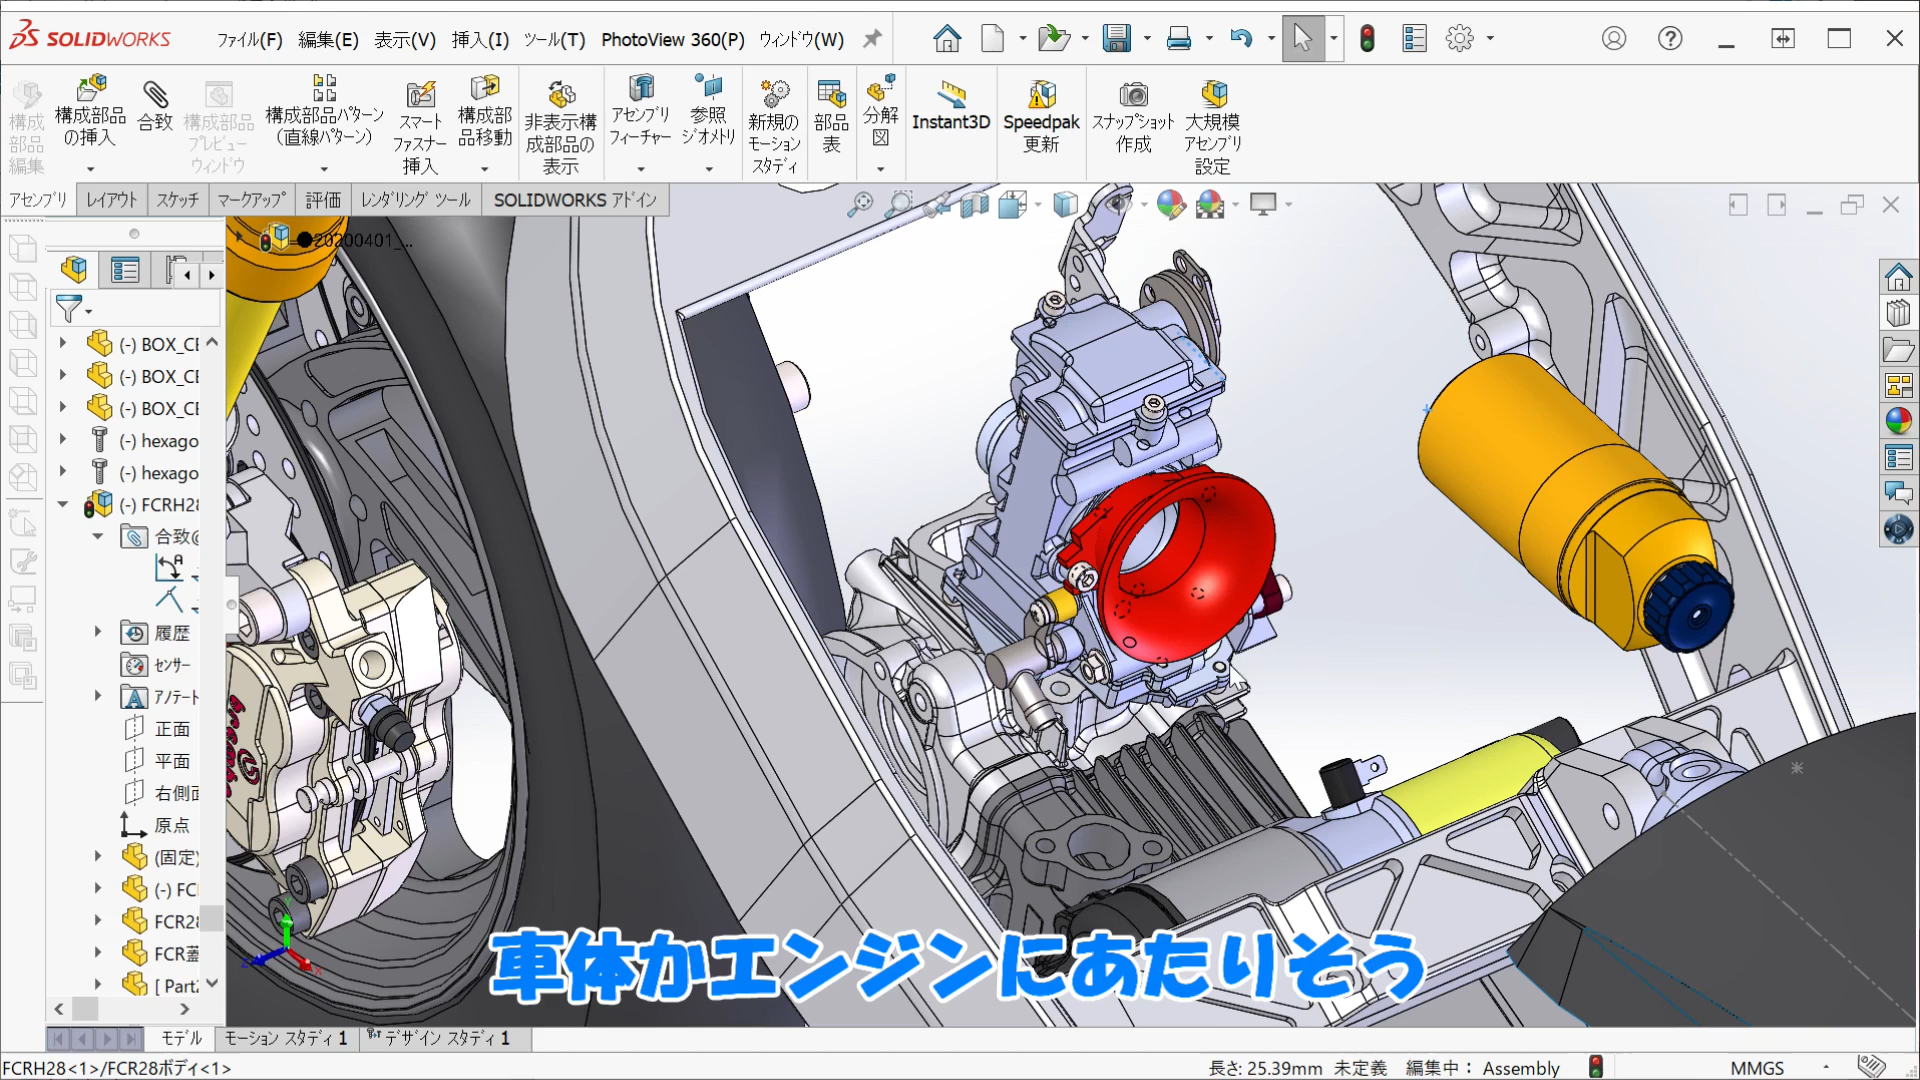 SOLIDWORKS
ファイル(F) 編集(E) 表示(V) 挿入(I) ツール(T) PhotoView 360(P) ウィンドウ(W)
構成部品編集
構成部品の挿入
合致
構成部品プレビューウィンドウ
構成部品パターン(直線パターン)
スマートファスナー挿入
構成部品移動
非表示構成部品の表示
アセンブリフィーチャー
参照ジオメトリ
新規のモーションスタディ
部品表
分解図
Instant3D
Speedpak更新
スナップショット作成
大規模アセンブリ設定
アセンブリ レイアウト スケッチ マークアップ 評価 レンダリング ツール SOLIDWORKS アドイン
20200401_...
(-) BOX_CE
(-) BOX_CE
(-) BOX_CE
(-) hexago
(-) hexago
(-) FCRH28
合致
履歴
センサー
アノテート
正面
平面
右側面
原点
(固定)
(-) FC
FCR28
FCR蓋
[ Part2
車体かエンジンにあたりそう
モデル モーション スタディ 1 デザイン スタディ 1
FCRH28<1>/FCR28ボディ<1>
長さ: 25.39mm 未定義 編集中： Assembly MMGS